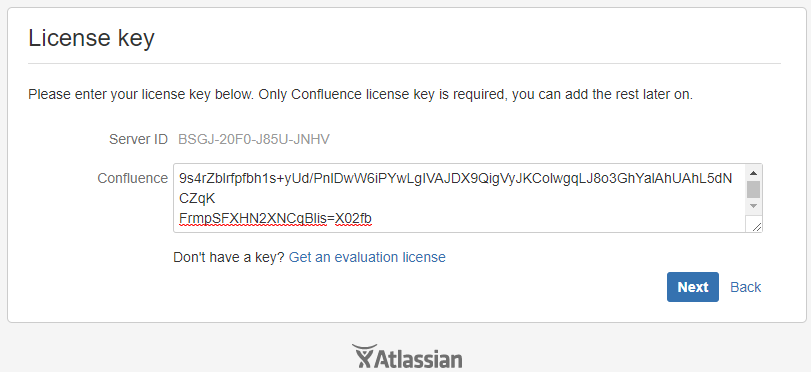 License key
Please enter your license key below. Only Confluence license key is required, you can add the rest later on.
Server ID BSGJ-20F0-J85U-JNHV
Confluence 9s4rZblrfpfbh1s+yUd/PnIDwW6iPYwLgIVAJDX9QigVyJKColwgqLJ8o3GhYalAhUAhL5dN
CZqK
FrmpSFXHN2XNCqBlis=X02fb
Don't have a key? Get an evaluation license
Next Back
Atlassian